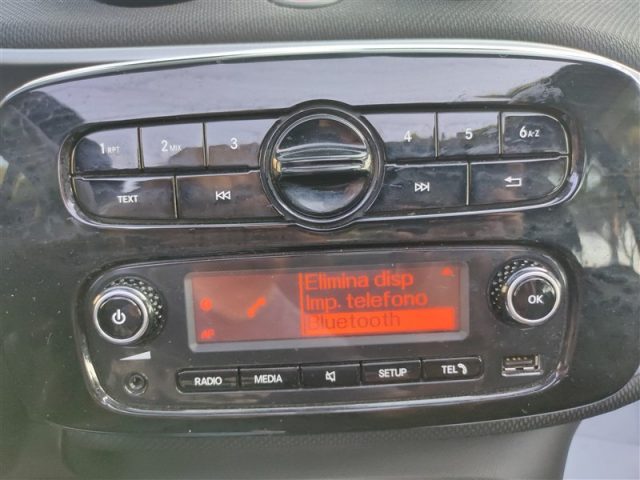 1 RPT 2 MIX 3 4 5 6 A-Z
TEXT
Elimina disp
Imp. telefono
Bluetooth
OK
RADIO MEDIA SETUP TEL